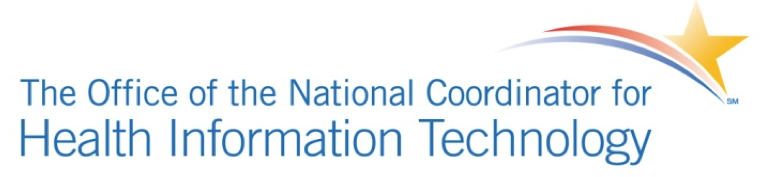 The Office of the National Coordinator for
Health Information Technology
SM